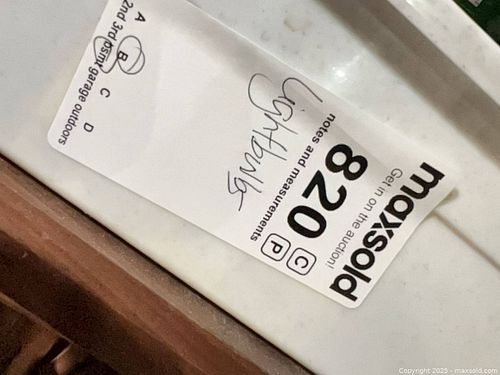 maxsold
Get in on the auction!
820 C P
notes and measurements
Lightbulbs
A B C D
2nd 3rd bsmt garage outdoors
Copyright 2025 - maxsold.com